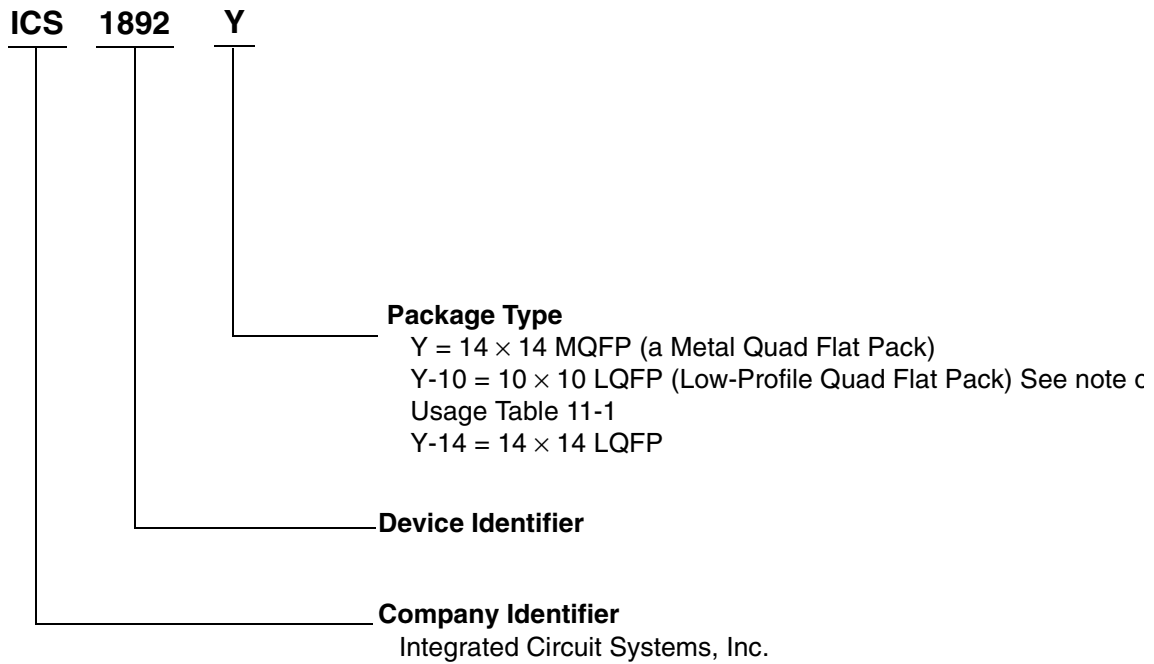 ICS 1892 Y
Package Type
Y = 14 × 14 MQFP (a Metal Quad Flat Pack)
Y-10 = 10 × 10 LQFP (Low-Profile Quad Flat Pack) See note
Usage Table 11-1
Y-14 = 14 × 14 LQFP
Device Identifier
Company Identifier
Integrated Circuit Systems, Inc.